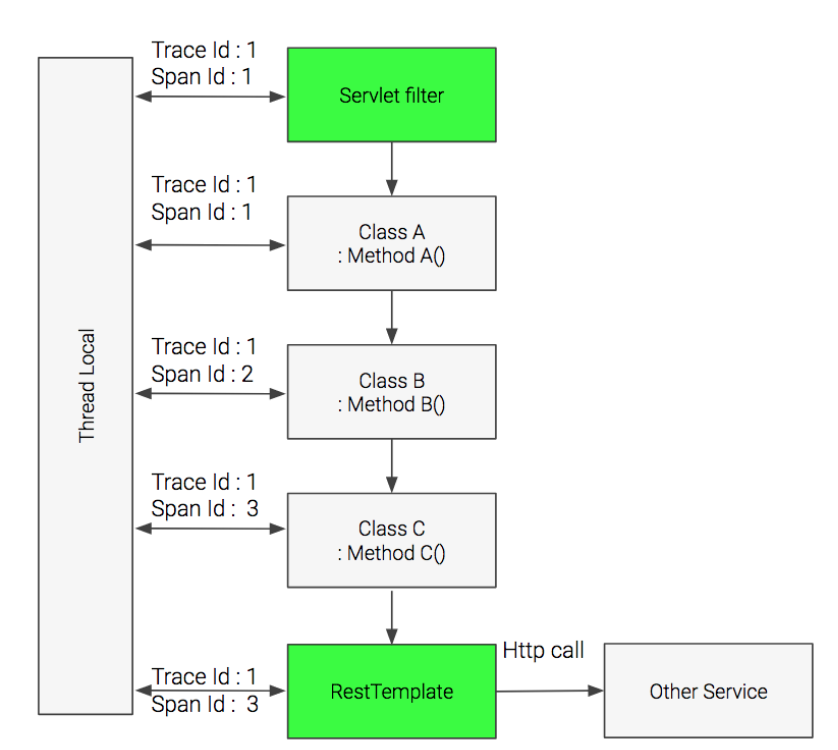 Trace Id : 1
Span Id : 1
Servlet filter
Trace Id : 1
Span Id : 1
Class A
: Method A()
Thread Local
Trace Id : 1
Span Id : 2
Class B
: Method B()
Trace Id : 1
Span Id :  3
Class C
: Method C()
Trace Id : 1
Span Id :  3
RestTemplate
Http call
Other Service